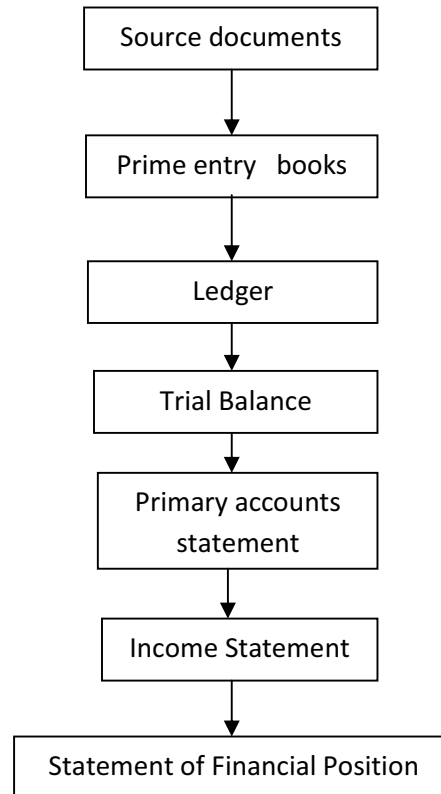 Source documents
Prime entry books
Ledger
Trial Balance
Primary accounts
statement
Income Statement
Statement of Financial Position